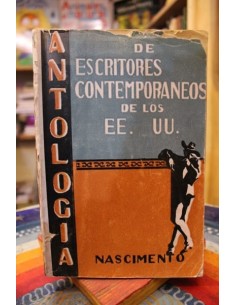 ANTOLOGIA
DE
ESCRITORES
CONTEMPORANEOS
DE LOS
EE. UU.
NASCIMENTO